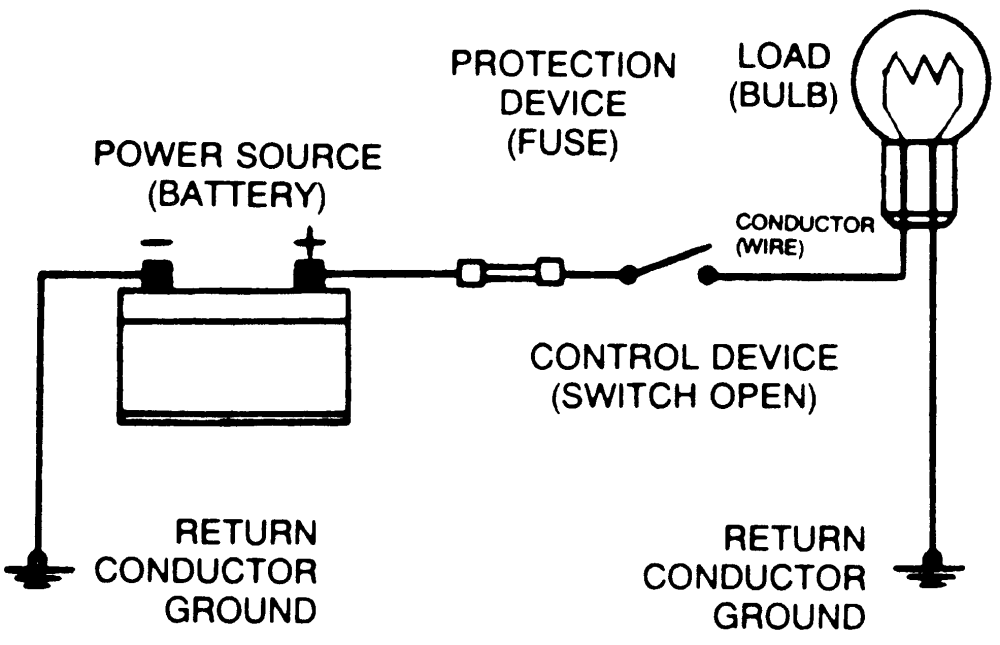 PROTECTION
DEVICE
(FUSE)
LOAD
(BULB)
POWER SOURCE
(BATTERY)
CONDUCTOR
(WIRE)
− +
CONTROL DEVICE
(SWITCH OPEN)
RETURN
CONDUCTOR
GROUND
RETURN
CONDUCTOR
GROUND